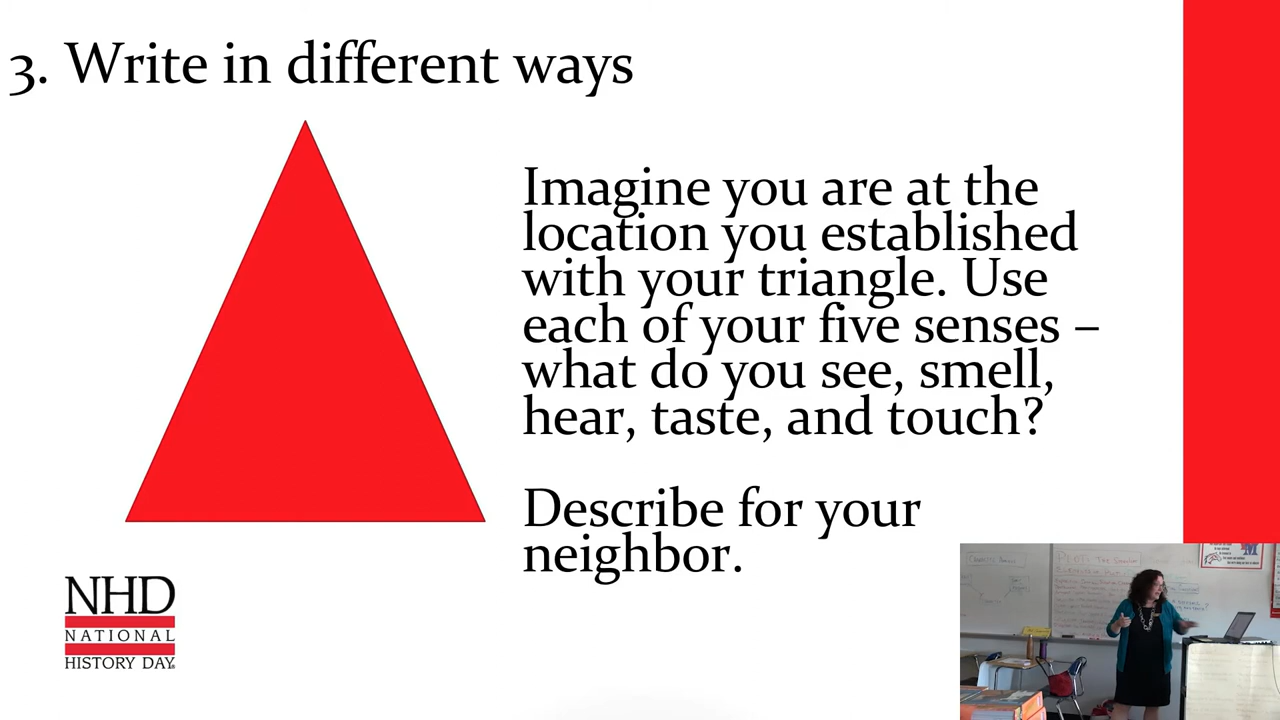 3. Write in different ways
Imagine you are at the
location you established
with your triangle. Use
each of your five senses –
what do you see, smell,
hear, taste, and touch?
Describe for your
neighbor.
NHD
NATIONAL
HISTORY DAY®